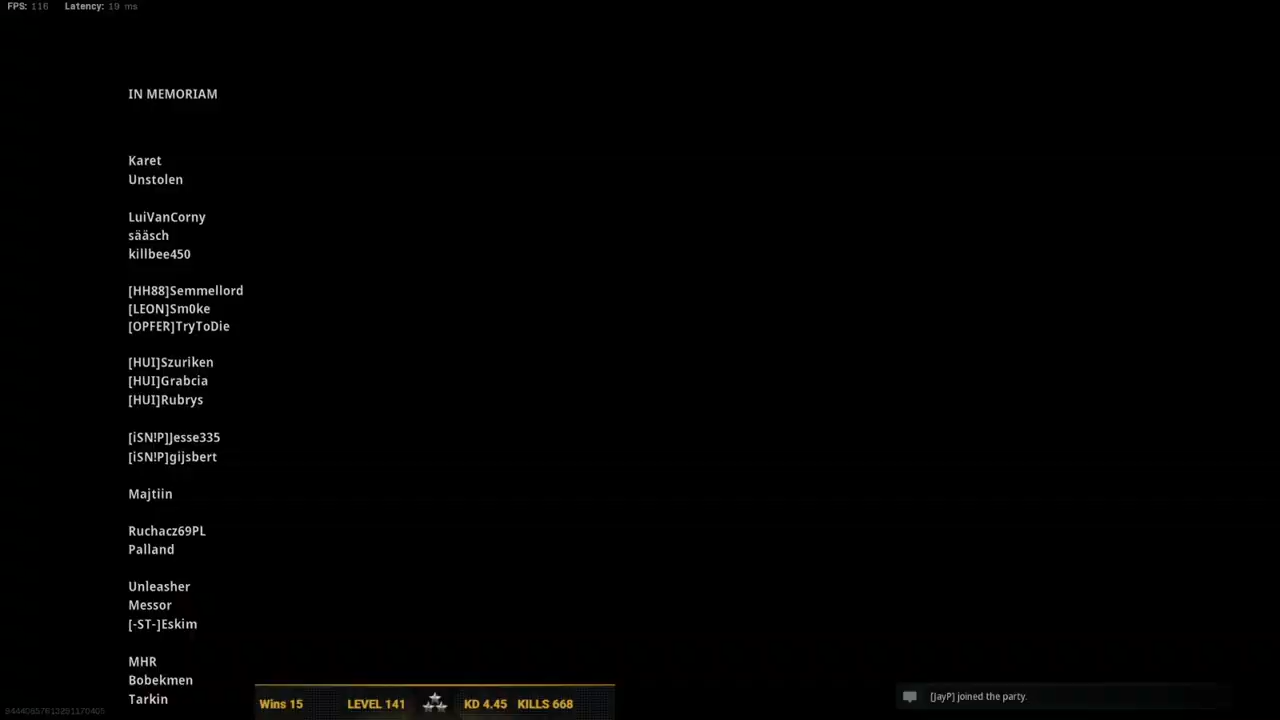 FPS: 116 Latency: 19 ms
IN MEMORIAM
Karet
Unstolen
LuiVanCorny
sääsch
killbee450
[HH88]Semmellord
[LEON]Sm0ke
[OPFER]TryToDie
[HUI]Szuriken
[HUI]Grabcia
[HUI]Rubrys
[iSN!P]Jesse335
[iSN!P]gijsbert
Majtiin
Ruchacz69PL
Palland
Unleasher
Messor
[-ST-]Eskim
MHR
Bobekmen
Tarkin
Wins 15 LEVEL 141 KD 4.45 KILLS 668
[JayP] joined the party.